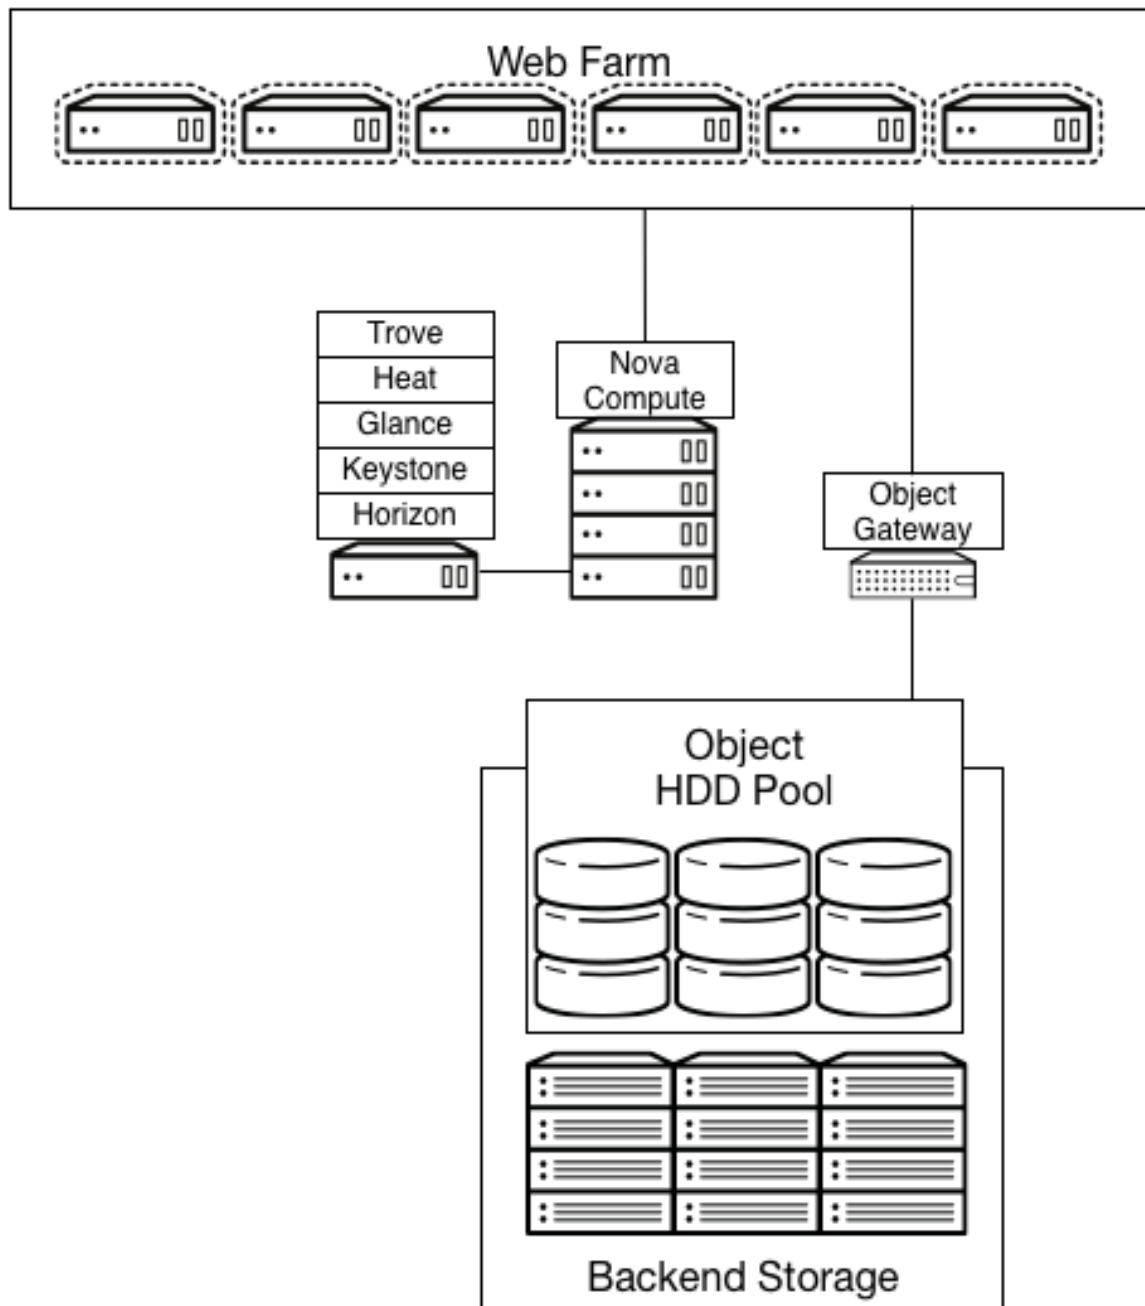 Web Farm
Trove
Heat
Glance
Keystone
Horizon
Nova
Compute
Object
Gateway
Object
HDD Pool
Backend Storage